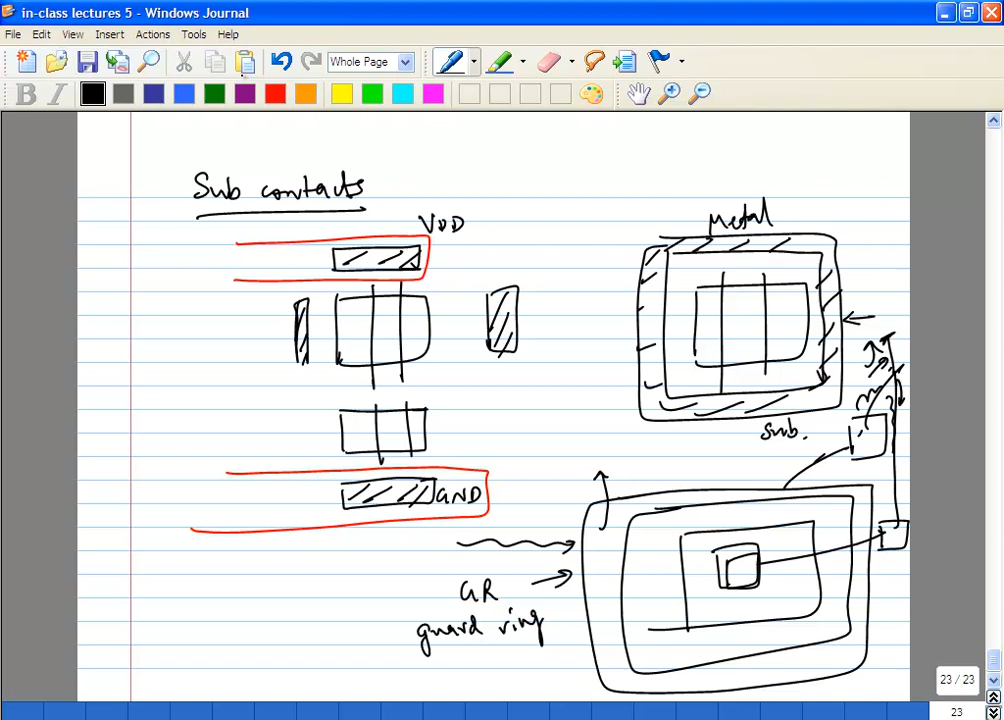 in-class lectures 5 - Windows Journal
File Edit View Insert Actions Tools Help
Whole Page
B I
Sub contacts
VDD
Metal
sub.
GND
GR
guard ring
23 / 23
23